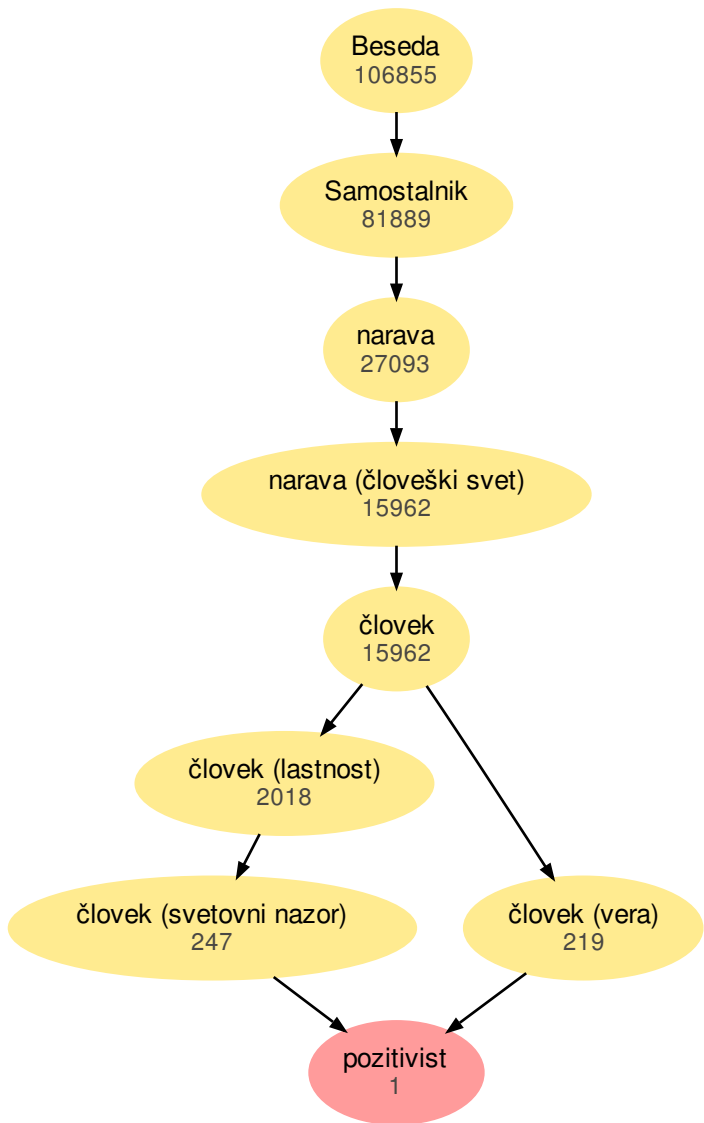 Beseda
106855
Samostalnik
81889
narava
27093
narava (človeški svet)
15962
človek
15962
človek (lastnost)
2018
človek (svetovni nazor)
247
človek (vera)
219
pozitivist
1